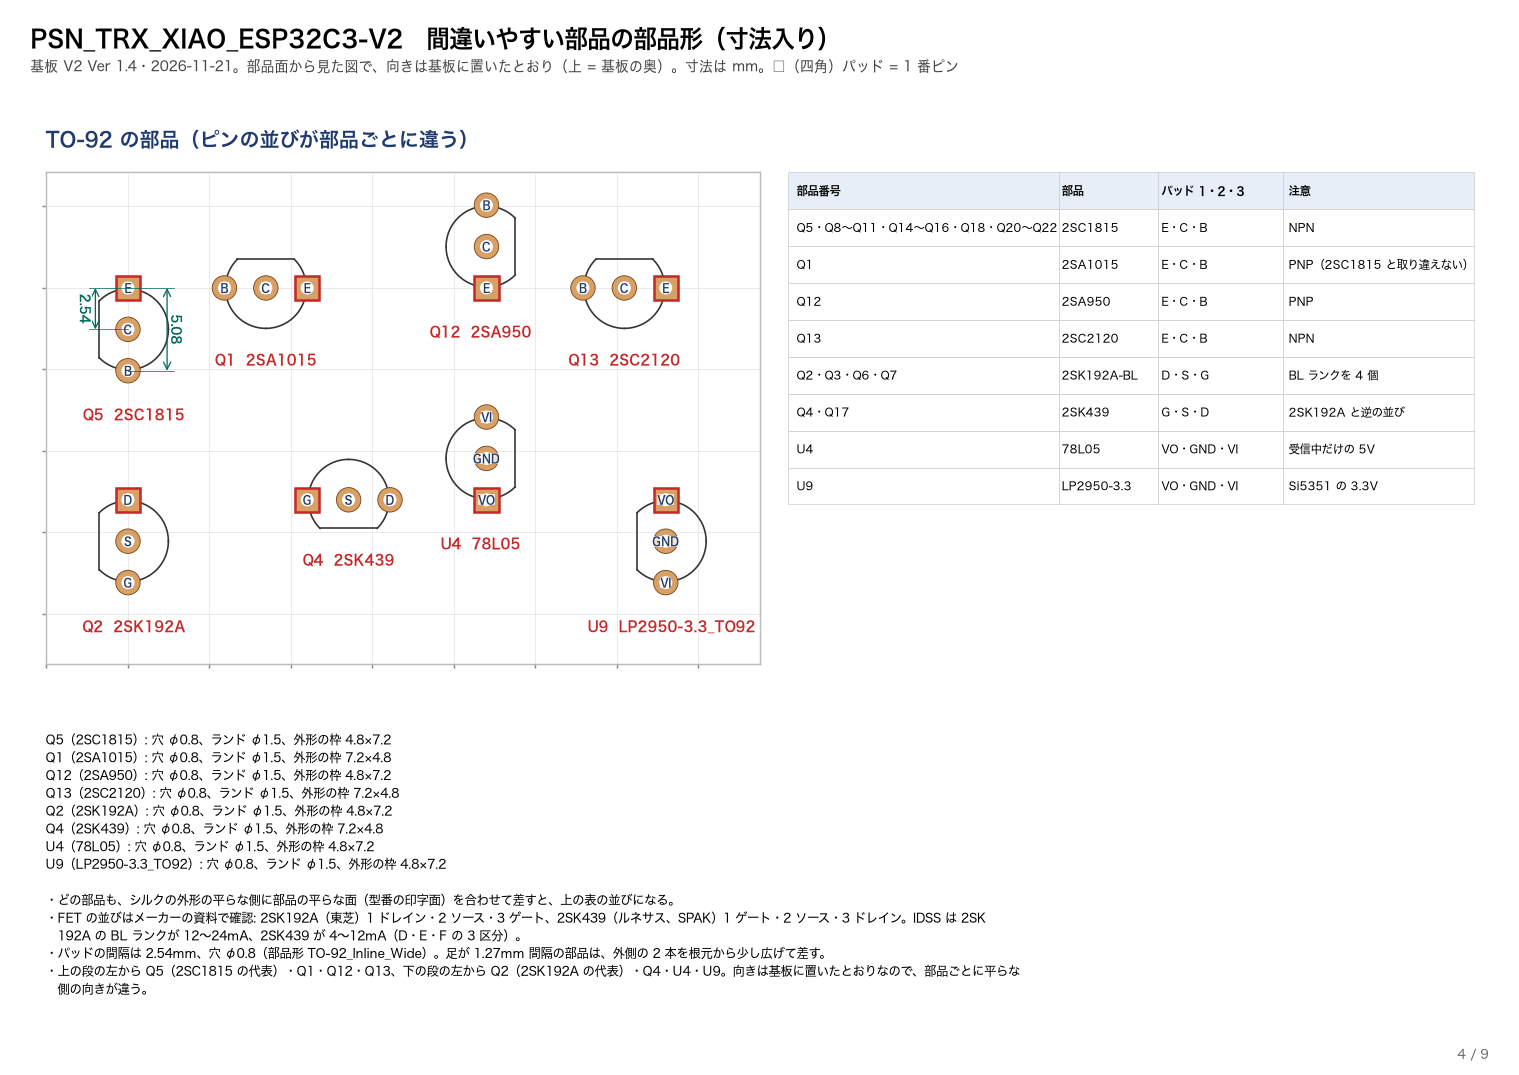 PSN_TRX_XIAO_ESP32C3-V2　間違いやすい部品の部品形（寸法入り）
基板 V2 Ver 1.4・2026-11-21。部品面から見た図で、向きは基板に置いたとおり（上 = 基板の奥）。寸法は mm。□（四角）パッド = 1 番ピン
TO-92 の部品（ピンの並びが部品ごとに違う）
E
C
B
2.54
5.08
Q5 2SC1815
B
C
E
Q1 2SA1015
B
C
E
Q12 2SA950
B
C
E
Q13 2SC2120
D
S
G
Q2 2SK192A
G
S
D
Q4 2SK439
VI
GND
VO
U4 78L05
VO
GND
VI
U9 LP2950-3.3_TO92
部品番号 部品 パッド 1・2・3 注意
Q5・Q8〜Q11・Q14〜Q16・Q18・Q20〜Q22 2SC1815 E・C・B NPN
Q1 2SA1015 E・C・B PNP（2SC1815 と取り違えない）
Q12 2SA950 E・C・B PNP
Q13 2SC2120 E・C・B NPN
Q2・Q3・Q6・Q7 2SK192A-BL D・S・G BL ランクを 4 個
Q4・Q17 2SK439 G・S・D 2SK192A と逆の並び
U4 78L05 VO・GND・VI 受信中だけの 5V
U9 LP2950-3.3 VO・GND・VI Si5351 の 3.3V
Q5（2SC1815）: 穴 φ0.8、ランド φ1.5、外形の枠 4.8×7.2
Q1（2SA1015）: 穴 φ0.8、ランド φ1.5、外形の枠 7.2×4.8
Q12（2SA950）: 穴 φ0.8、ランド φ1.5、外形の枠 4.8×7.2
Q13（2SC2120）: 穴 φ0.8、ランド φ1.5、外形の枠 7.2×4.8
Q2（2SK192A）: 穴 φ0.8、ランド φ1.5、外形の枠 4.8×7.2
Q4（2SK439）: 穴 φ0.8、ランド φ1.5、外形の枠 7.2×4.8
U4（78L05）: 穴 φ0.8、ランド φ1.5、外形の枠 4.8×7.2
U9（LP2950-3.3_TO92）: 穴 φ0.8、ランド φ1.5、外形の枠 4.8×7.2
・どの部品も、シルクの外形の平らな側に部品の平らな面（型番の印字面）を合わせて差すと、上の表の並びになる。
・FET の並びはメーカーの資料で確認: 2SK192A（東芝）1 ドレイン・2 ソース・3 ゲート、2SK439（ルネサス、SPAK）1 ゲート・2 ソース・3 ドレイン。IDSS は 2SK
192A の BL ランクが 12〜24mA、2SK439 が 4〜12mA（D・E・F の 3 区分）。
・パッドの間隔は 2.54mm、穴 φ0.8（部品形 TO-92_Inline_Wide）。足が 1.27mm 間隔の部品は、外側の 2 本を根元から少し広げて差す。
・上の段の左から Q5（2SC1815 の代表）・Q1・Q12・Q13、下の段の左から Q2（2SK192A の代表）・Q4・U4・U9。向きは基板に置いたとおりなので、部品ごとに平らな
側の向きが違う。
4 / 9